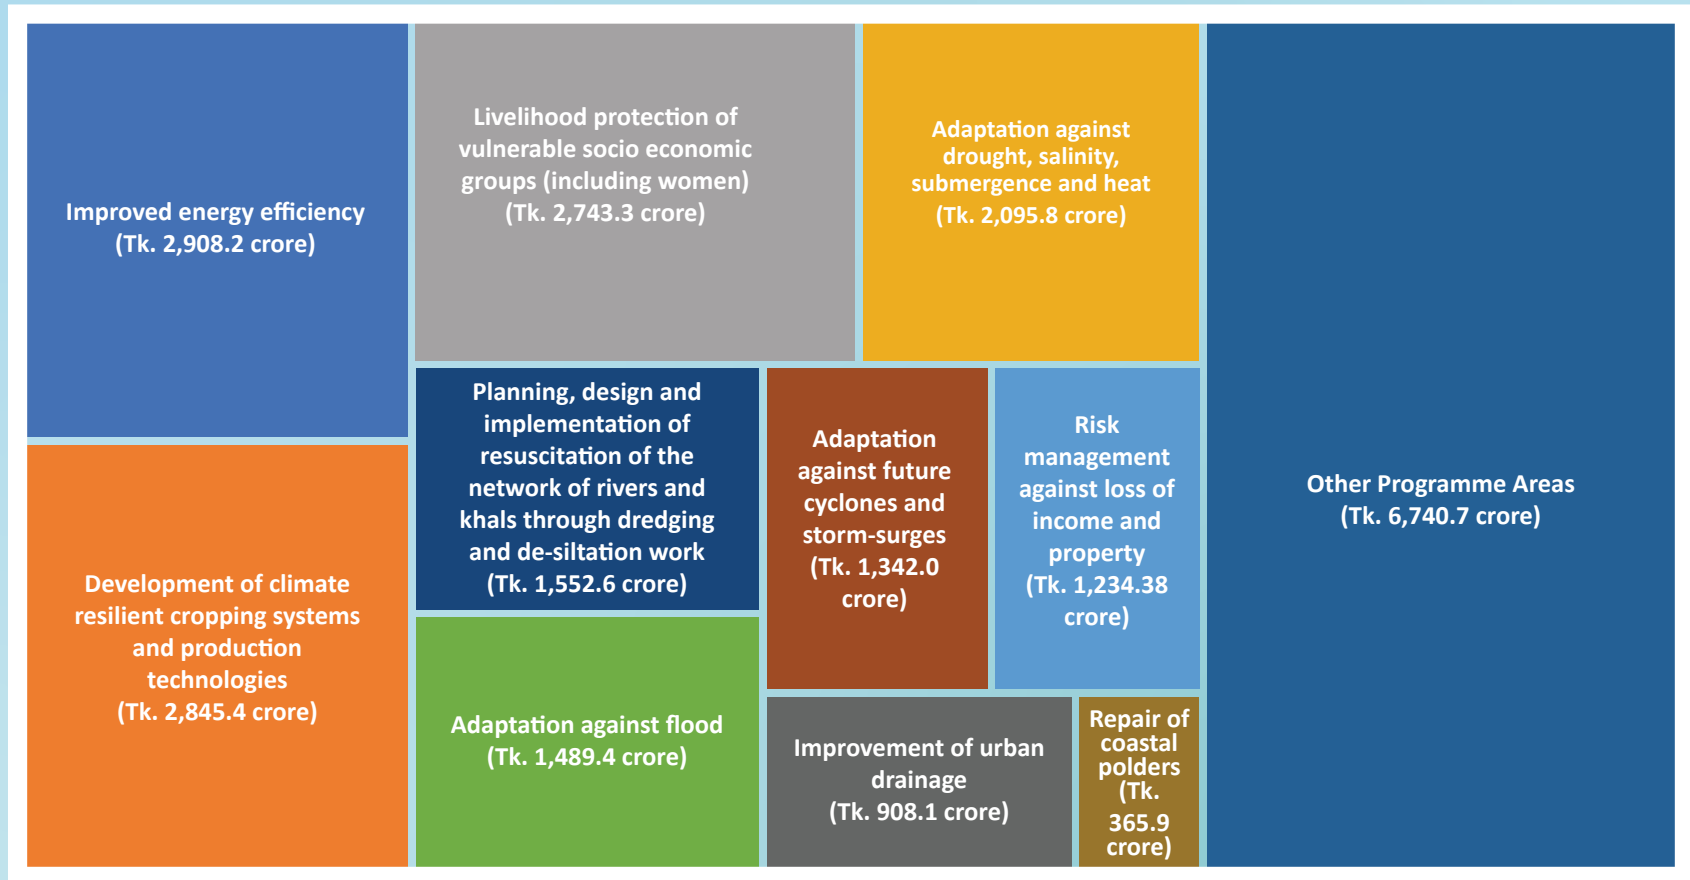 Improved energy efficiency
(Tk. 2,908.2 crore)
Development of climate
resilient cropping systems
and production
technologies
(Tk. 2,845.4 crore)
Livelihood protection of
vulnerable socio economic
groups (including women)
(Tk. 2,743.3 crore)
Adaptation against
drought, salinity,
submergence and heat
(Tk. 2,095.8 crore)
Planning, design and
implementation of
resuscitation of the
network of rivers and
khals through dredging
and de-siltation work
(Tk. 1,552.6 crore)
Adaptation against flood
(Tk. 1,489.4 crore)
Adaptation
against future
cyclones and
storm-surges
(Tk. 1,342.0
crore)
Risk
management
against loss of
income and
property
(Tk. 1,234.38
crore)
Improvement of urban
drainage
(Tk. 908.1 crore)
Repair of
coastal
polders
(Tk.
365.9
crore)
Other Programme Areas
(Tk. 6,740.7 crore)